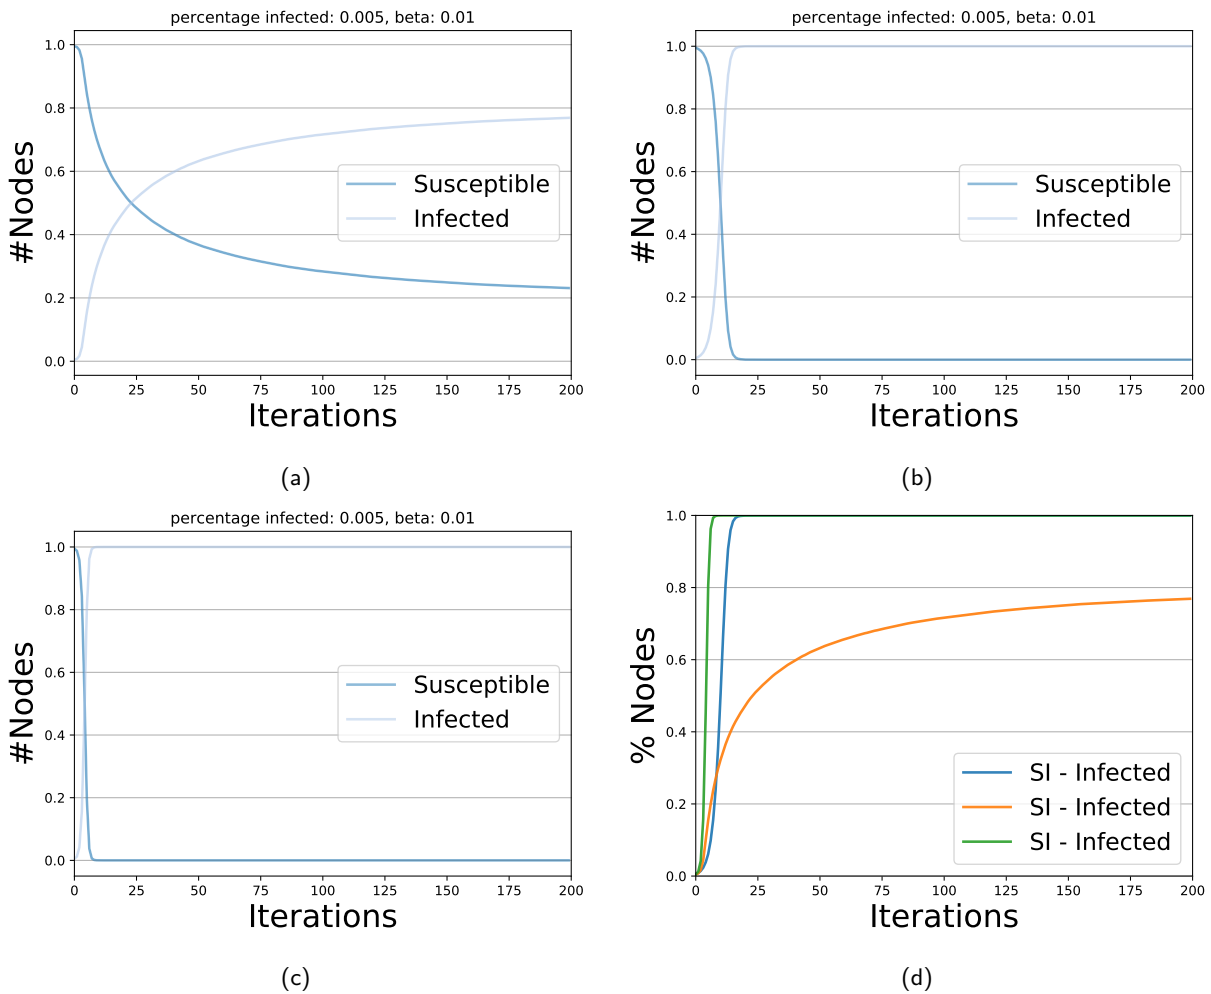 percentage infected: 0.005, beta: 0.01
#Nodes
1.0
0.8
0.6
0.4
0.2
0.0
Susceptible
Infected
0 25 50 75 100 125 150 175 200
Iterations
(a)
percentage infected: 0.005, beta: 0.01
#Nodes
1.0
0.8
0.6
0.4
0.2
0.0
Susceptible
Infected
0 25 50 75 100 125 150 175 200
Iterations
(b)
percentage infected: 0.005, beta: 0.01
#Nodes
1.0
0.8
0.6
0.4
0.2
0.0
Susceptible
Infected
0 25 50 75 100 125 150 175 200
Iterations
(c)
% Nodes
1.0
0.8
0.6
0.4
0.2
0.0
SI - Infected
SI - Infected
SI - Infected
0 25 50 75 100 125 150 175 200
Iterations
(d)